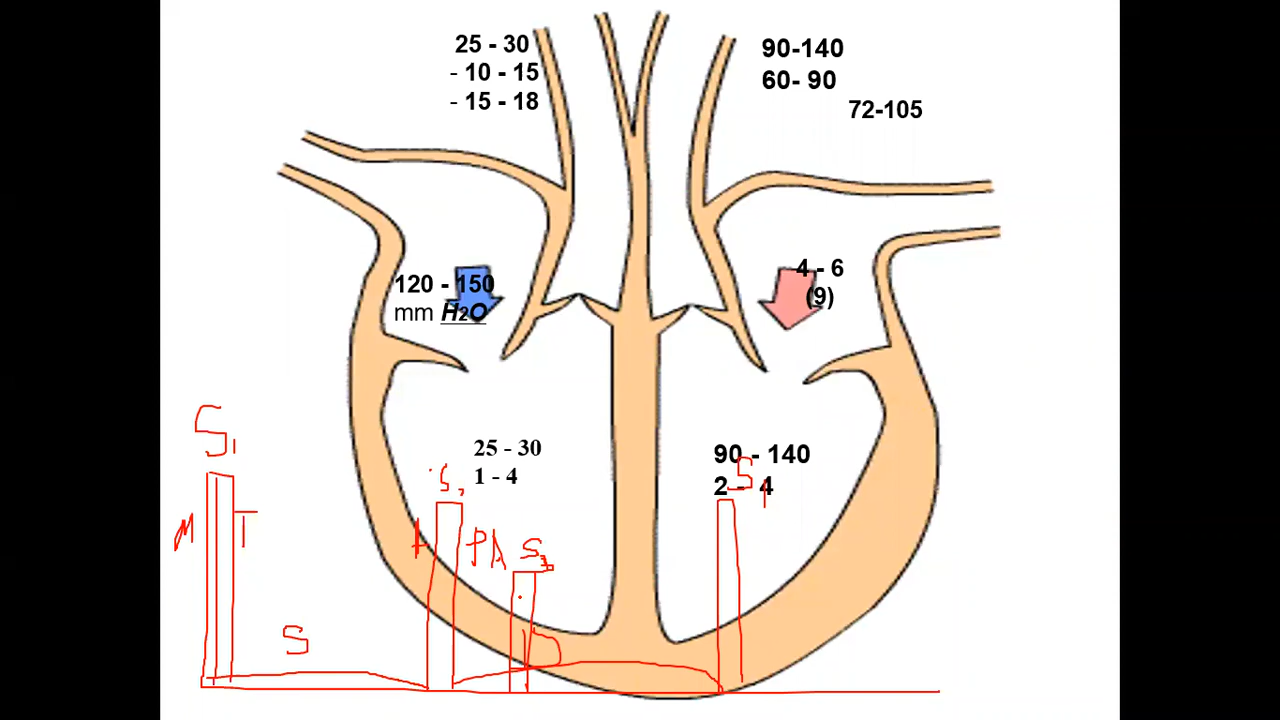 25 - 30
- 10 - 15
- 15 - 18
90-140
60- 90
72-105
120 - 150
mm H₂O
4 - 6
(9)
25 - 30
1 - 4
90 - 140
2 - 4
S₁
M
T
S
A
PA
S₁